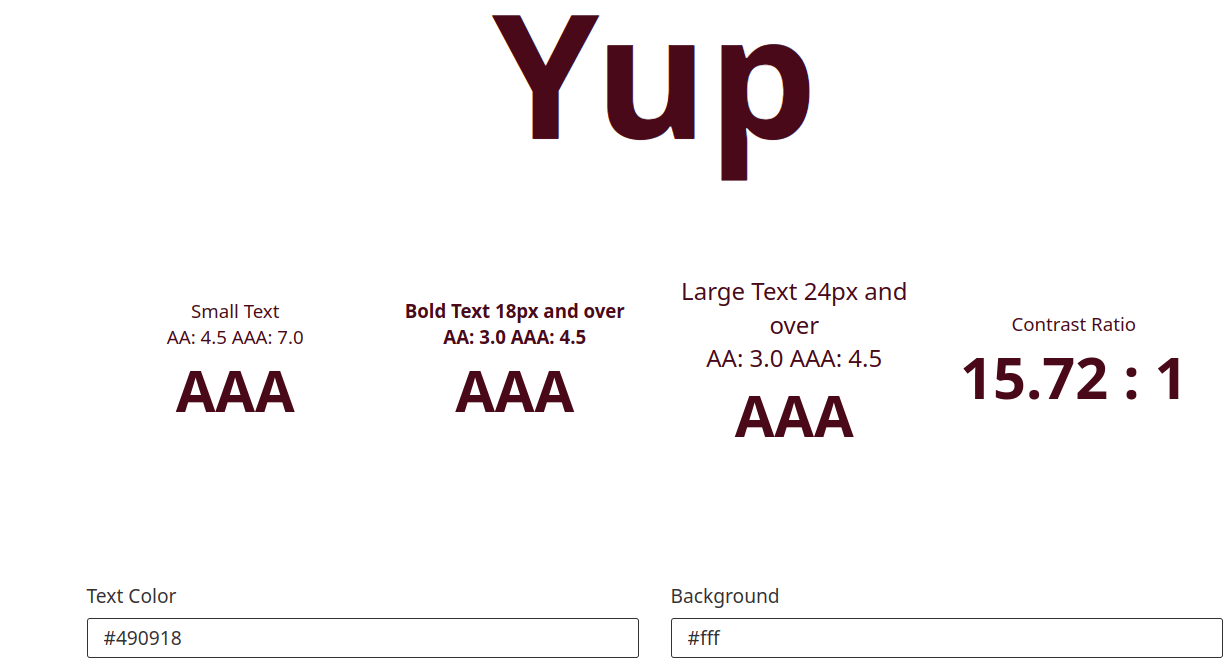 Yup
Small Text
AA: 4.5 AAA: 7.0
AAA
Bold Text 18px and over
AA: 3.0 AAA: 4.5
AAA
Large Text 24px and
over
AA: 3.0 AAA: 4.5
AAA
Contrast Ratio
15.72 : 1
Text Color
#490918
Background
#fff